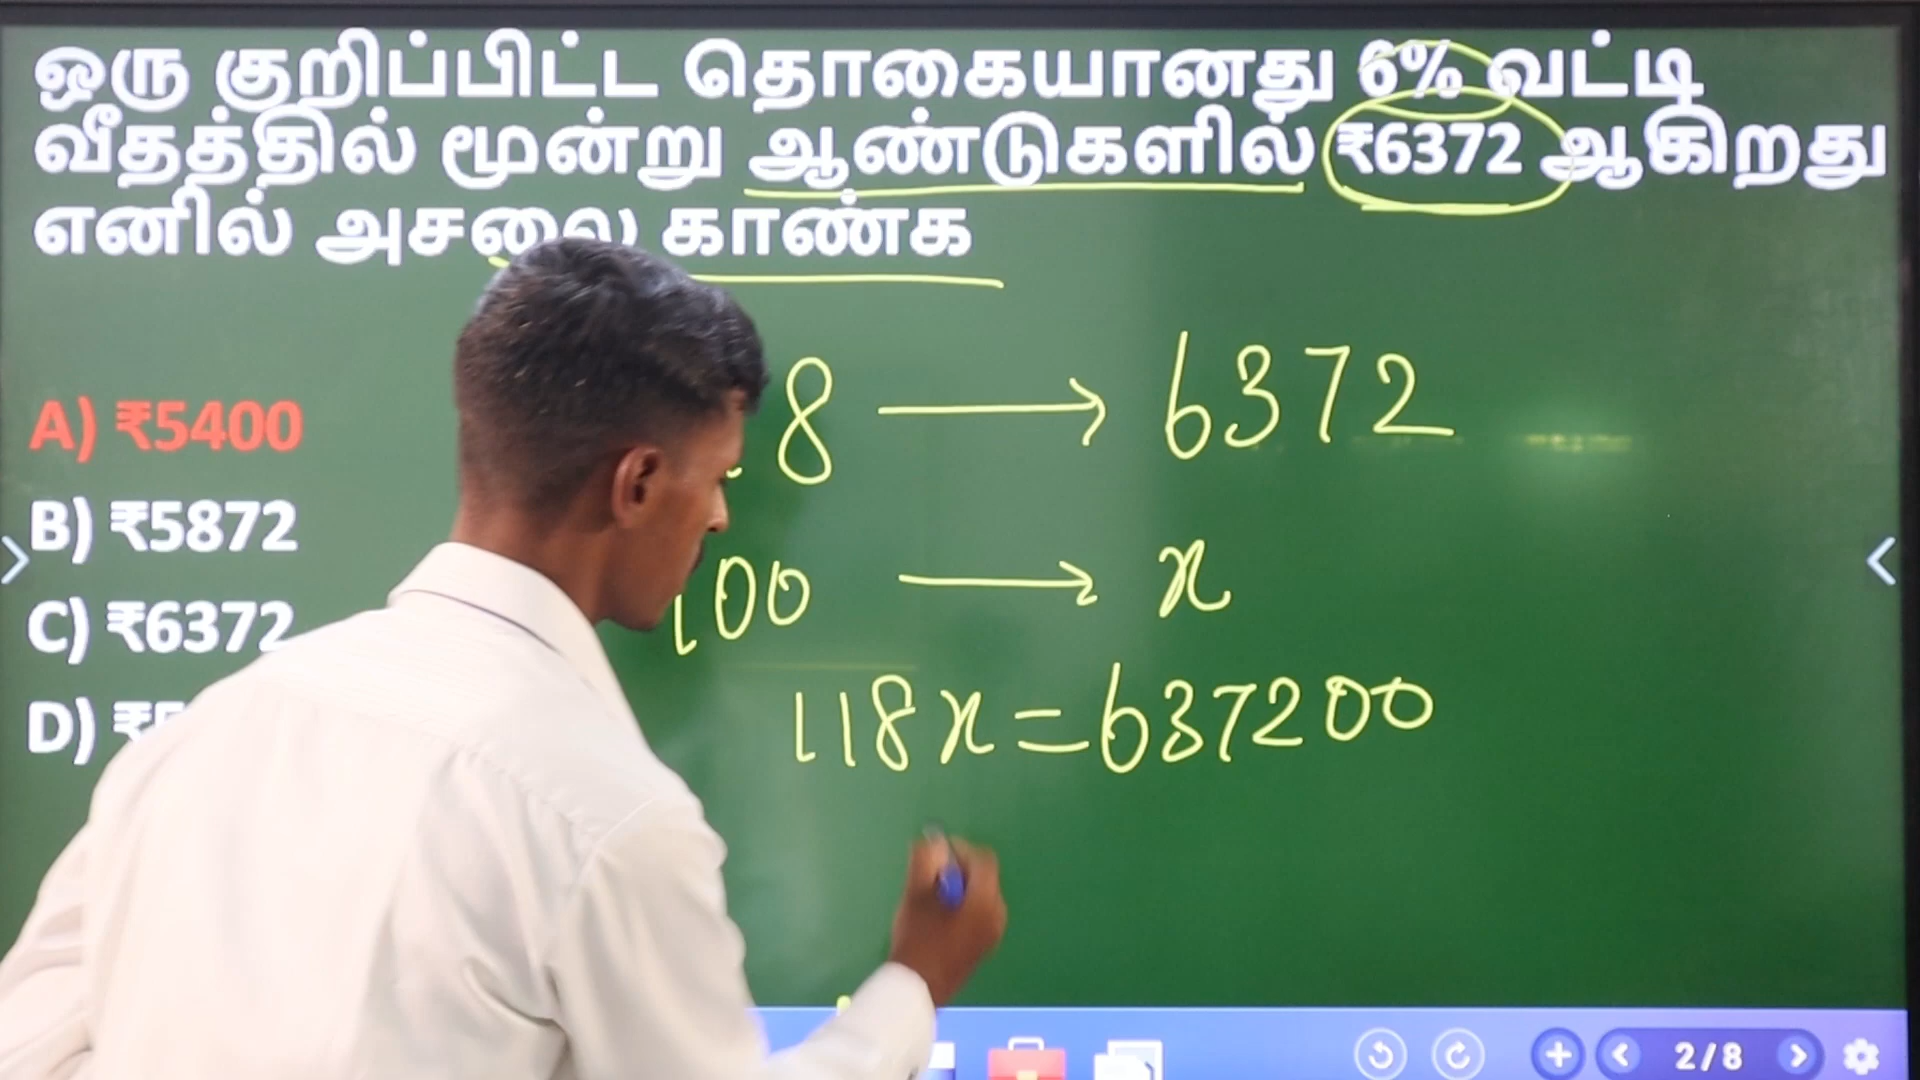 ஒரு குறிப்பிட்ட தொகையானது 6% வட்டி
வீதத்தில் மூன்று ஆண்டுகளில் ₹6372 ஆகிறது
எனில் அசலை காண்க
A) ₹5400
B) ₹5872
C) ₹6372
D)
8 → 6372
100 → x
118x = 637200
2/8